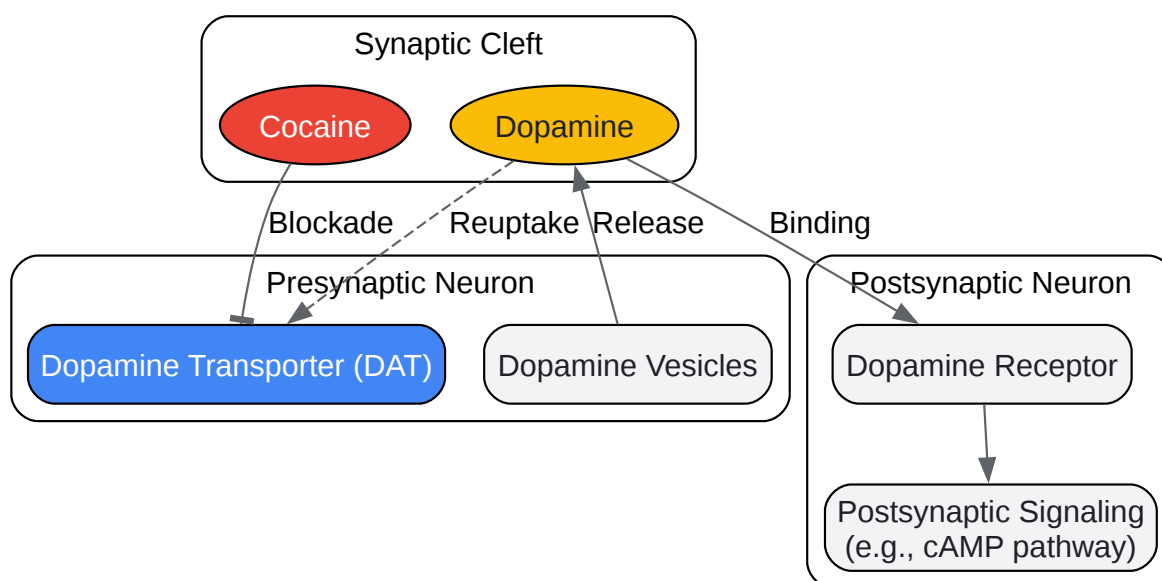 Synaptic Cleft
Cocaine
Dopamine
Blockade
Reuptake
Release
Binding
Presynaptic Neuron
Postsynaptic Neuron
Dopamine Transporter (DAT)
Dopamine Vesicles
Dopamine Receptor
Postsynaptic Signaling
(e.g., cAMP pathway)